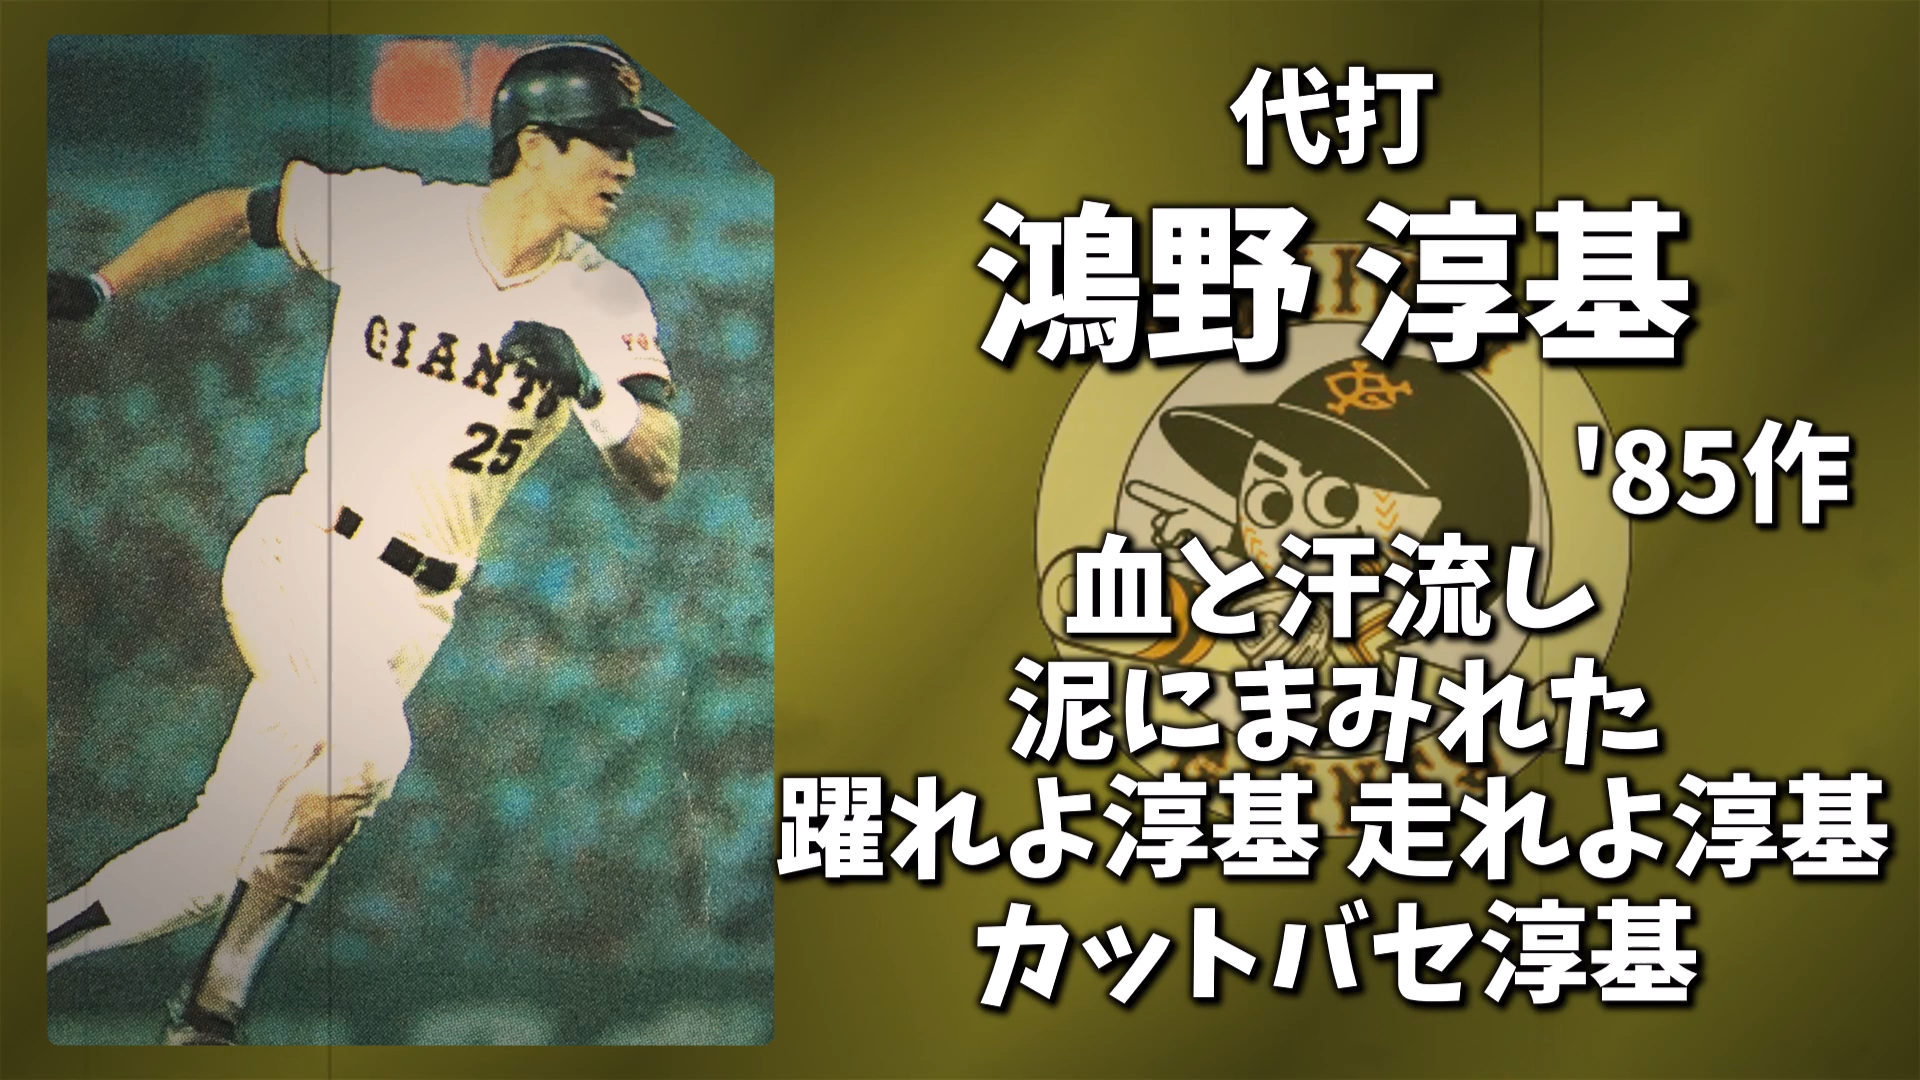 代打
鴻野 淳基
'85作
血と汗流し
泥にまみれた
躍れよ淳基 走れよ淳基
カットバセ淳基
GIANTS
25